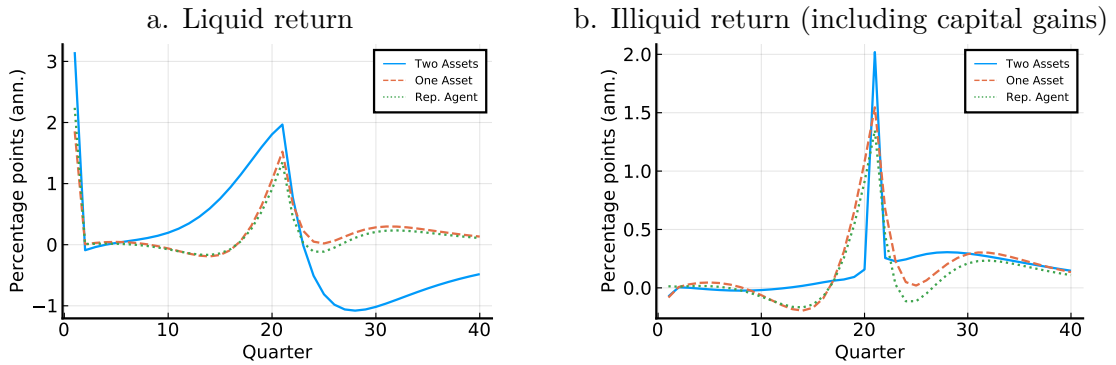 a. Liquid return
Percentage points (ann.)
3
2
1
0
−1
Two Assets
One Asset
Rep. Agent
0 10 20 30 40
Quarter
b. Illiquid return (including capital gains)
Percentage points (ann.)
2.0
1.5
1.0
0.5
0.0
Two Assets
One Asset
Rep. Agent
0 10 20 30 40
Quarter